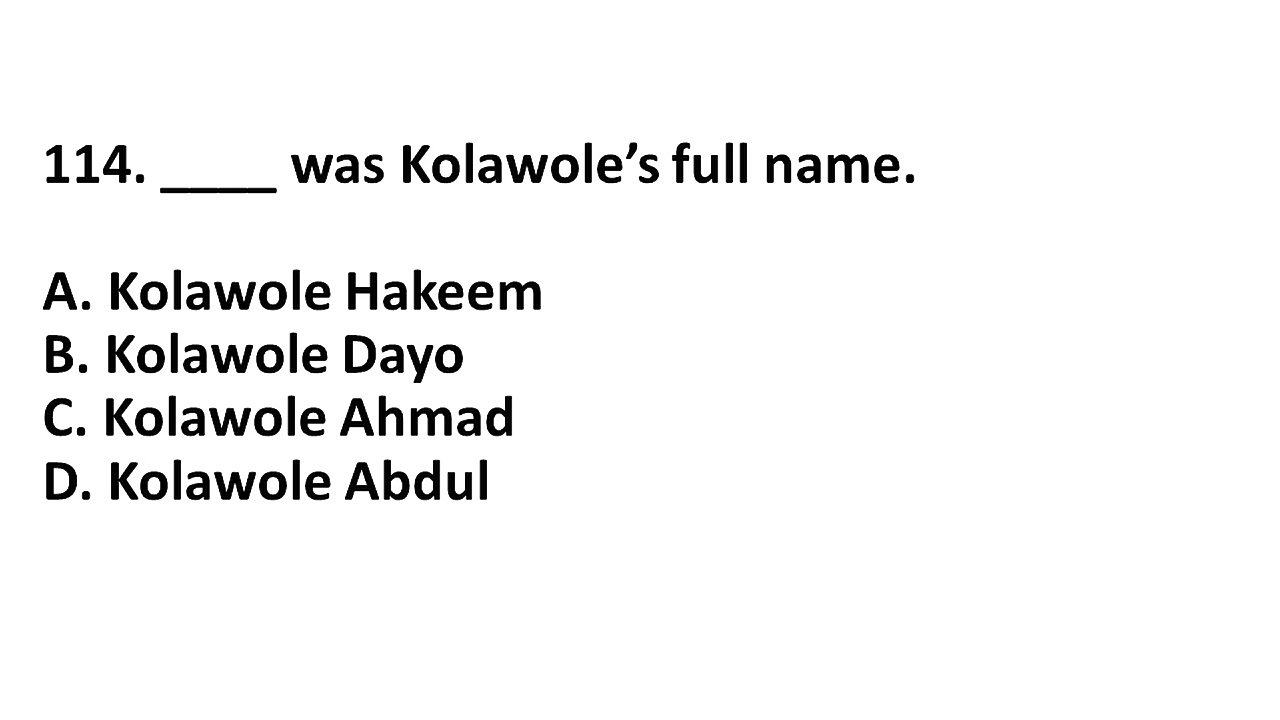 114. ____ was Kolawole’s full name.
A. Kolawole Hakeem
B. Kolawole Dayo
C. Kolawole Ahmad
D. Kolawole Abdul